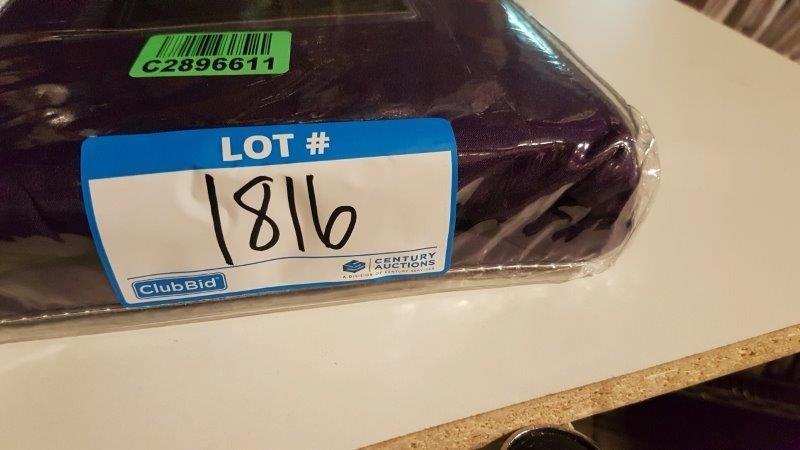 C2896611
LOT #
1816
ClubBid
CENTURY
AUCTIONS
A DIVISION OF CENTURY SERVICES